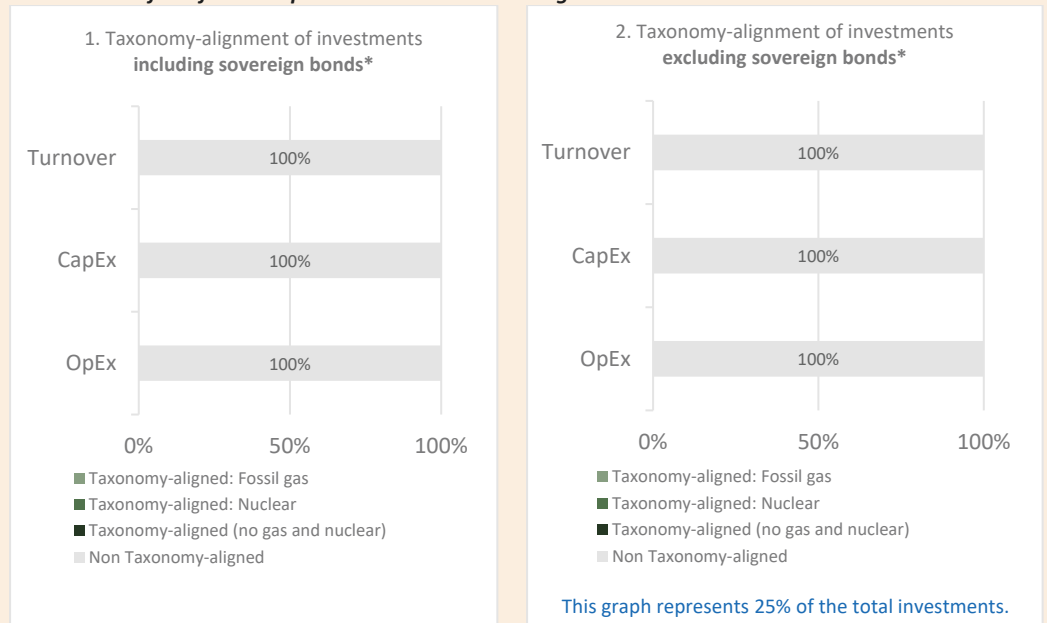 1. Taxonomy-alignment of investments
including sovereign bonds*
Turnover
100%
CapEx
100%
OpEx
100%
0%
50%
100%
Taxonomy-aligned: Fossil gas
Taxonomy-aligned: Nuclear
Taxonomy-aligned (no gas and nuclear)
Non Taxonomy-aligned
2. Taxonomy-alignment of investments
excluding sovereign bonds*
Turnover
100%
CapEx
100%
OpEx
100%
0%
50%
100%
Taxonomy-aligned: Fossil gas
Taxonomy-aligned: Nuclear
Taxonomy-aligned (no gas and nuclear)
Non Taxonomy-aligned
This graph represents 25% of the total investments.